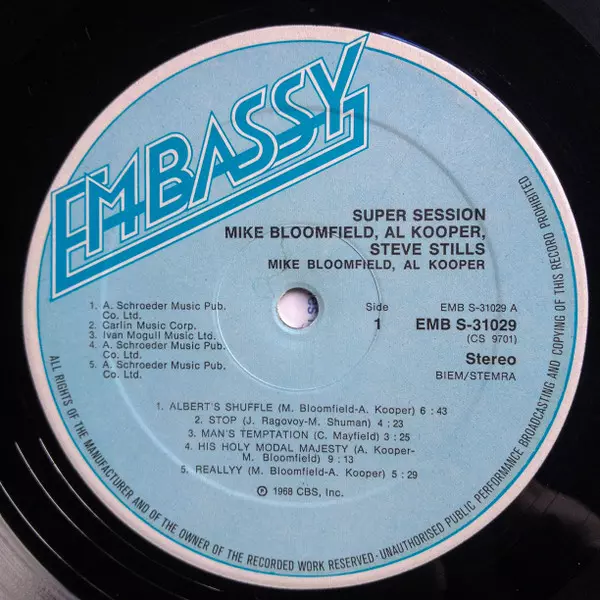 EMBASSY
SUPER SESSION
MIKE BLOOMFIELD, AL KOOPER,
STEVE STILLS
MIKE BLOOMFIELD, AL KOOPER
1. A. Schroeder Music Pub.
Co. Ltd.
2. Carlin Music Corp.
3. Ivan Mogull Music Ltd.
4. A. Schroeder Music Pub.
Co. Ltd.
5. A. Schroeder Music Pub.
Co. Ltd.
Side
1
EMB S-31029 A
EMB S-31029
(CS 9701)
Stereo
BIEM/STEMRA
1. ALBERT'S SHUFFLE (M. Bloomfield-A. Kooper) 6 : 43
2. STOP (J. Ragovoy-M. Shuman) 4 : 23
3. MAN'S TEMPTATION (C. Mayfield) 3 : 25
4. HIS HOLY MODAL MAJESTY (A. Kooper-
M. Bloomfield) 9 : 13
5. REALLYY (M. Bloomfield-A. Kooper) 5 : 29
℗ 1968 CBS, Inc.
ALL RIGHTS OF THE MANUFACTURER AND OF THE OWNER OF THE RECORDED WORK RESERVED - UNAUTHORISED PUBLIC PERFORMANCE BROADCASTING AND COPYING OF THIS RECORD PROHIBITED